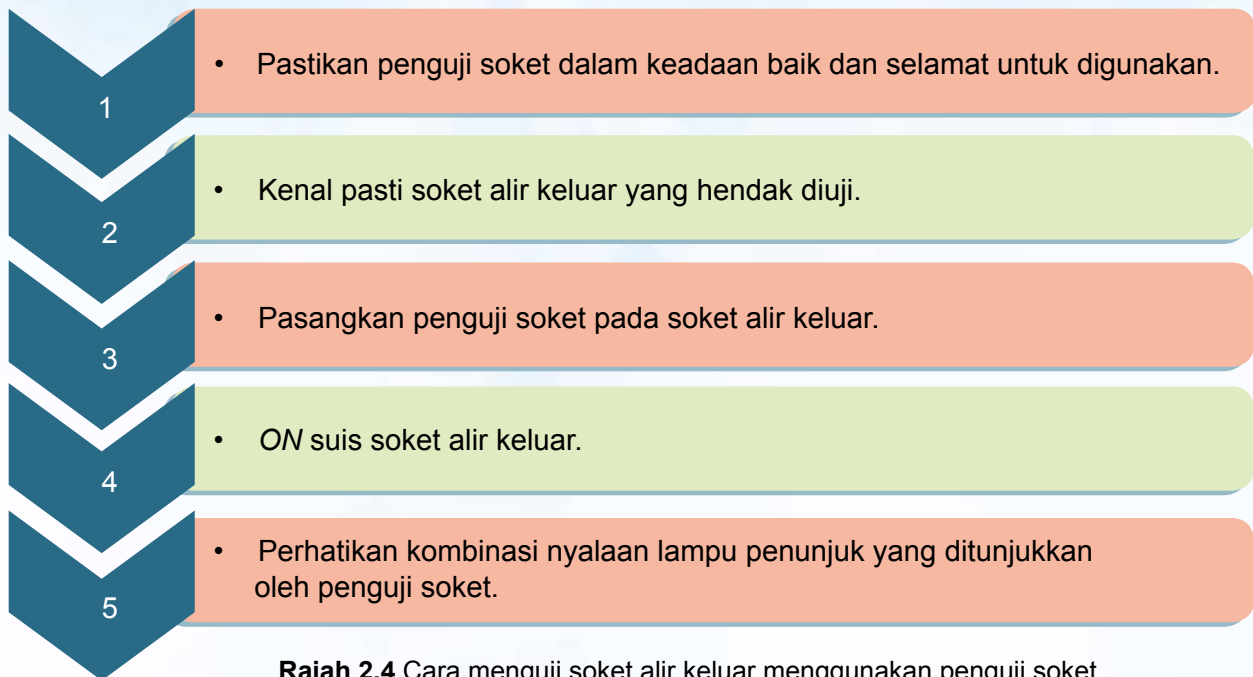 1
• Pastikan penguji soket dalam keadaan baik dan selamat untuk digunakan.
2
• Kenal pasti soket alir keluar yang hendak diuji.
3
• Pasangkan penguji soket pada soket alir keluar.
4
• ON suis soket alir keluar.
5
• Perhatikan kombinasi nyalaan lampu penunjuk yang ditunjukkan
oleh penguji soket.
Rajah 2.4 Cara menguji soket alir keluar menggunakan penguji soket